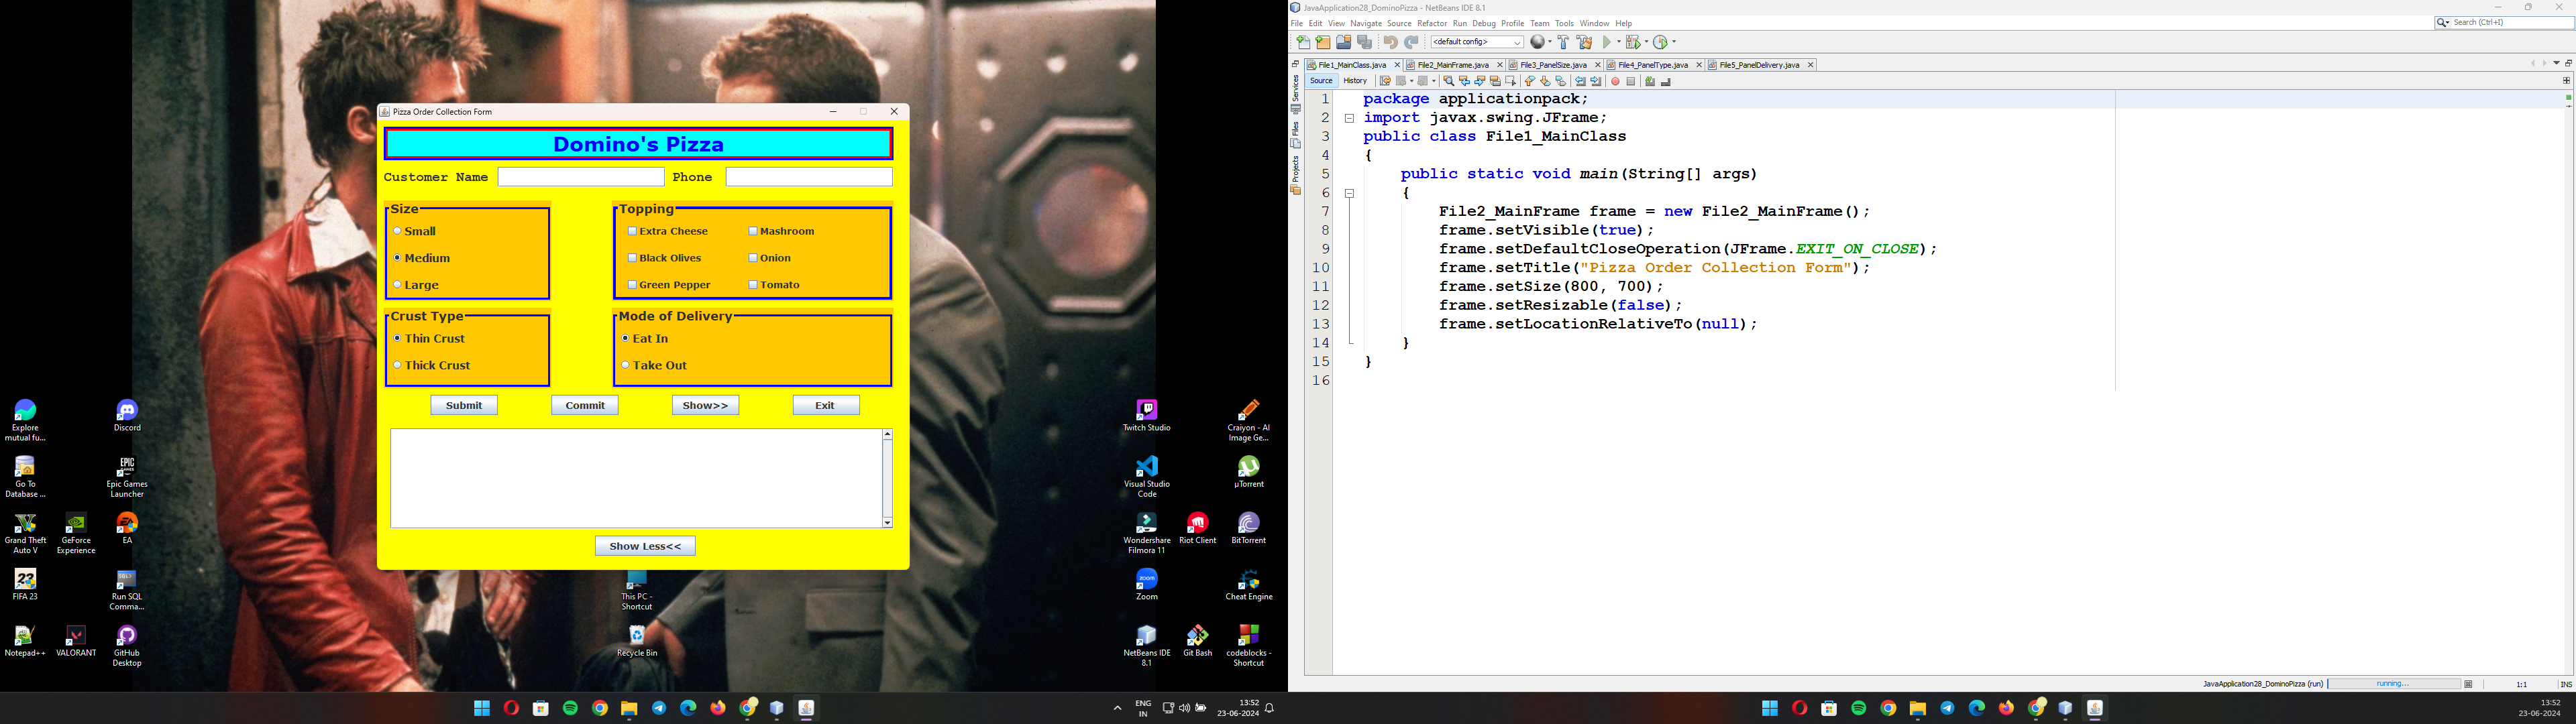 Pizza Order Collection Form
Domino's Pizza
Customer Name
Phone
Size
Small
Medium
Large
Topping
Extra Cheese
Mashroom
Black Olives
Onion
Green Pepper
Tomato
Crust Type
Thin Crust
Thick Crust
Mode of Delivery
Eat In
Take Out
Submit
Commit
Show>>
Exit
Show Less<<
Explore
mutual fu...
Discord
Go To
Database ...
EPIC
GAMES
Epic Games
Launcher
Grand Theft
Auto V
GeForce
Experience
EA
FIFA 23
Run SQL
Comma...
Notepad++
VALORANT
GitHub
Desktop
This PC -
Shortcut
Recycle Bin
Twitch Studio
Craiyon - AI
Image Ge...
Visual Studio
Code
µTorrent
Wondershare
Filmora 11
Riot Client
BitTorrent
zoom
Zoom
Cheat Engine
NetBeans IDE
8.1
Git Bash
codeblocks -
Shortcut
ENG
IN
13:52
23-06-2024
JavaApplication28_DominoPizza - NetBeans IDE 8.1
File Edit View Navigate Source Refactor Run Debug Profile Team Tools Window Help
Search (Ctrl+I)
<default config>
File1_MainClass.java
File2_MainFrame.java
File3_PanelSize.java
File4_PanelType.java
File5_PanelDelivery.java
Source History
Services
Files
Projects
1 package applicationpack;
2 import javax.swing.JFrame;
3 public class File1_MainClass
4 {
5 public static void main(String[] args)
6 {
7 File2_MainFrame frame = new File2_MainFrame();
8 frame.setVisible(true);
9 frame.setDefaultCloseOperation(JFrame.EXIT_ON_CLOSE);
10 frame.setTitle("Pizza Order Collection Form");
11 frame.setSize(800, 700);
12 frame.setResizable(false);
13 frame.setLocationRelativeTo(null);
14 }
15 }
16
JavaApplication28_DominoPizza (run)
running...
1:1
INS
13:52
23-06-2024